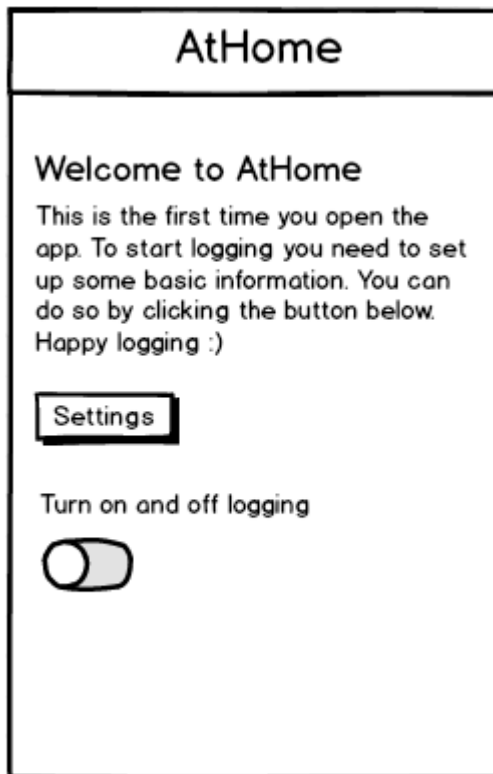 AtHome
Welcome to AtHome
This is the first time you open the
app. To start logging you need to set
up some basic information. You can
do so by clicking the button below.
Happy logging :)
Settings
Turn on and off logging